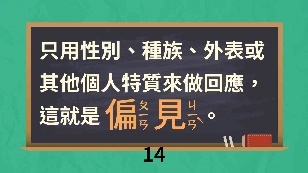 只用性別、種族、外表或
其他個人特質來做回應，
這就是偏ㄆㄧㄢ見ㄐㄧㄢˋ。
14